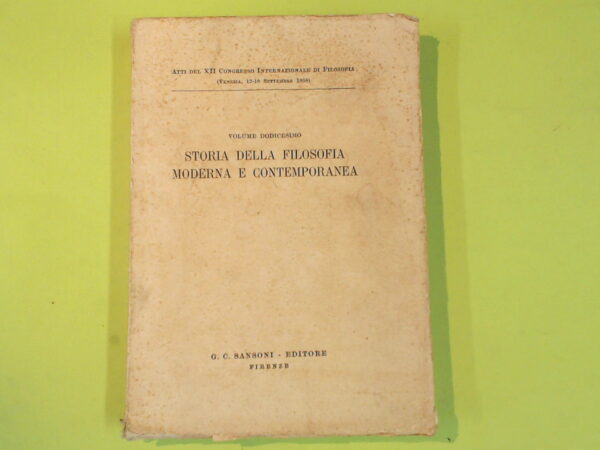 ATTI DEL XII CONGRESSO INTERNAZIONALE DI FILOSOFIA
(VENEZIA, 12-18 SETTEMBRE 1958)
VOLUME DODICESIMO
STORIA DELLA FILOSOFIA
MODERNA E CONTEMPORANEA
G. C. SANSONI - EDITORE
FIRENZE